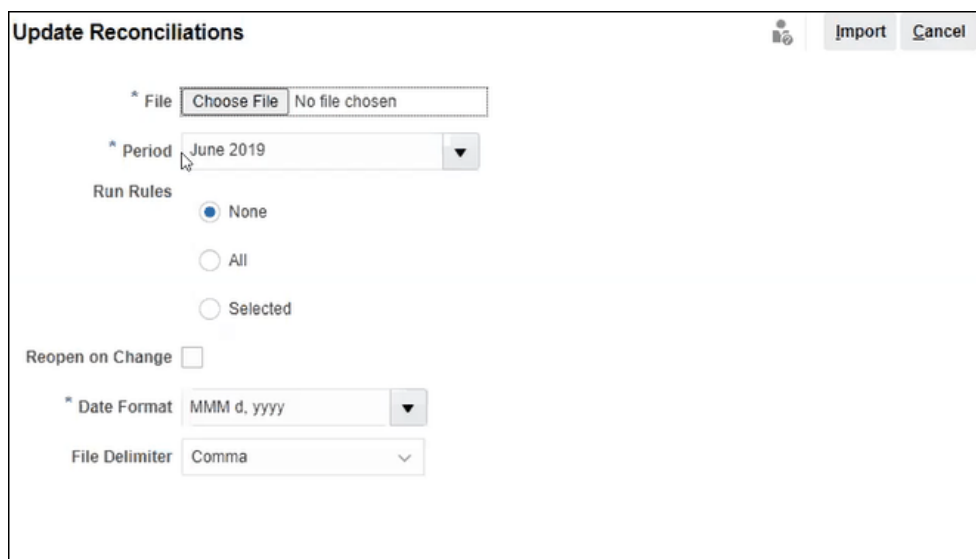 Update Reconciliations Import Cancel
* File Choose File No file chosen
* Period June 2019
Run Rules
None
All
Selected
Reopen on Change
* Date Format MMM d, yyyy
File Delimiter Comma